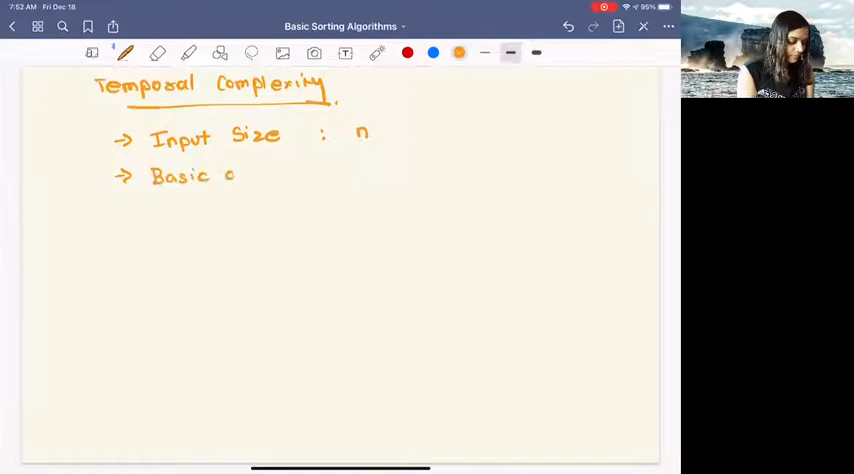 7:52 AM Fri Dec 18
95%
Basic Sorting Algorithms
Temporal Complexity
→ Input Size : n
→ Basic o